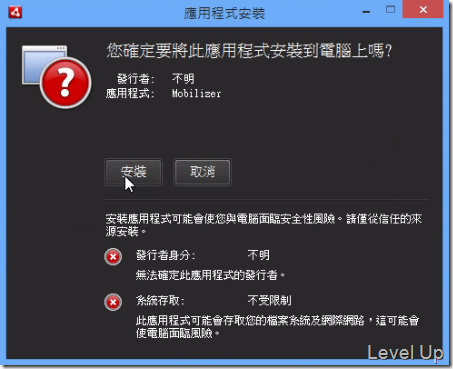 應用程式安裝
您確定要將此應用程式安裝到電腦上嗎?
發行者: 不明
應用程式: Mobilizer
安裝 取消
安裝應用程式可能會使您與電腦面臨安全性風險。請僅從信任的來
源安裝。
發行者身分: 不明
無法確定此應用程式的發行者。
系統存取: 不受限制
此應用程式可能會存取您的檔案系統及網際網路，這可能會
使電腦面臨風險。
Level Up